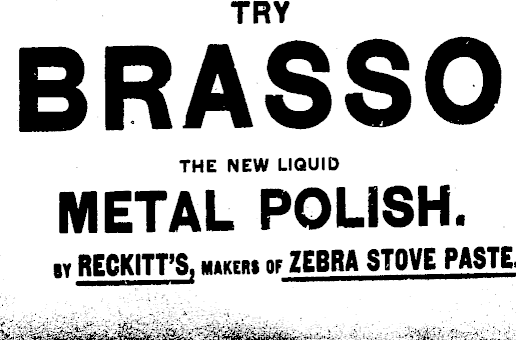 TRY
BRASSO
THE NEW LIQUID
METAL POLISH.
BY RECKITT'S, MAKERS OF ZEBRA STOVE PASTE.